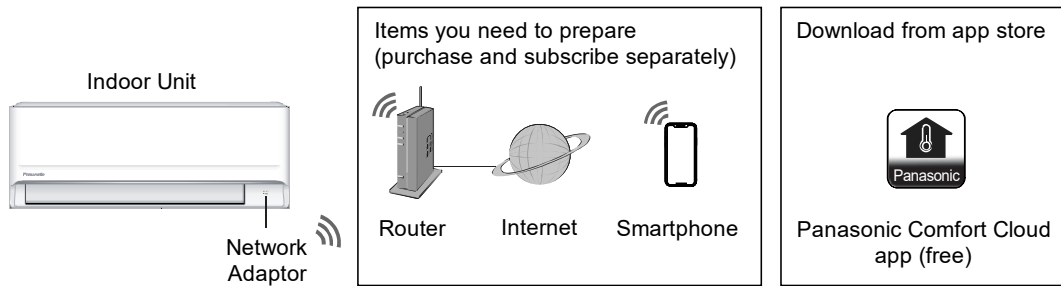 Indoor Unit
Network
Adaptor
Items you need to prepare
(purchase and subscribe separately)
Router
Internet
Smartphone
Download from app store
Panasonic
Panasonic Comfort Cloud
app (free)